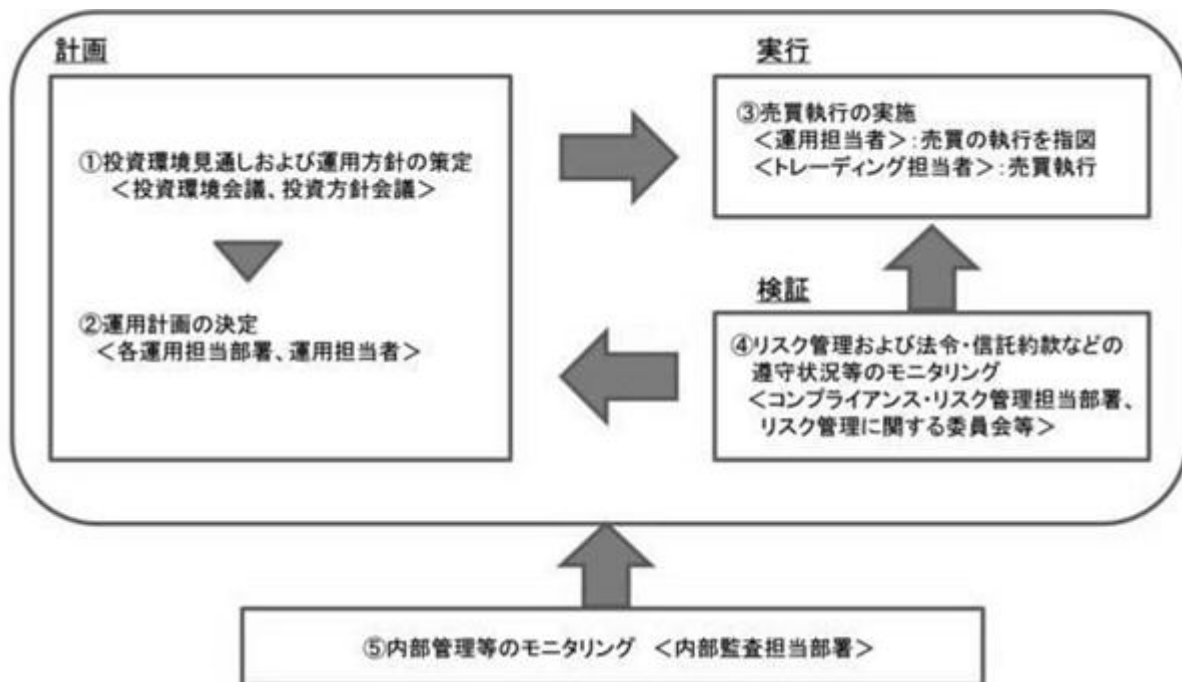 計画
①投資環境見通しおよび運用方針の策定
＜投資環境会議、投資方針会議＞
②運用計画の決定
＜各運用担当部署、運用担当者＞
実行
③売買執行の実施
＜運用担当者＞：売買の執行を指図
＜トレーディング担当者＞：売買執行
検証
④リスク管理および法令・信託約款などの
遵守状況等のモニタリング
＜コンプライアンス・リスク管理担当部署、
リスク管理に関する委員会等＞
⑤内部管理等のモニタリング　＜内部監査担当部署＞